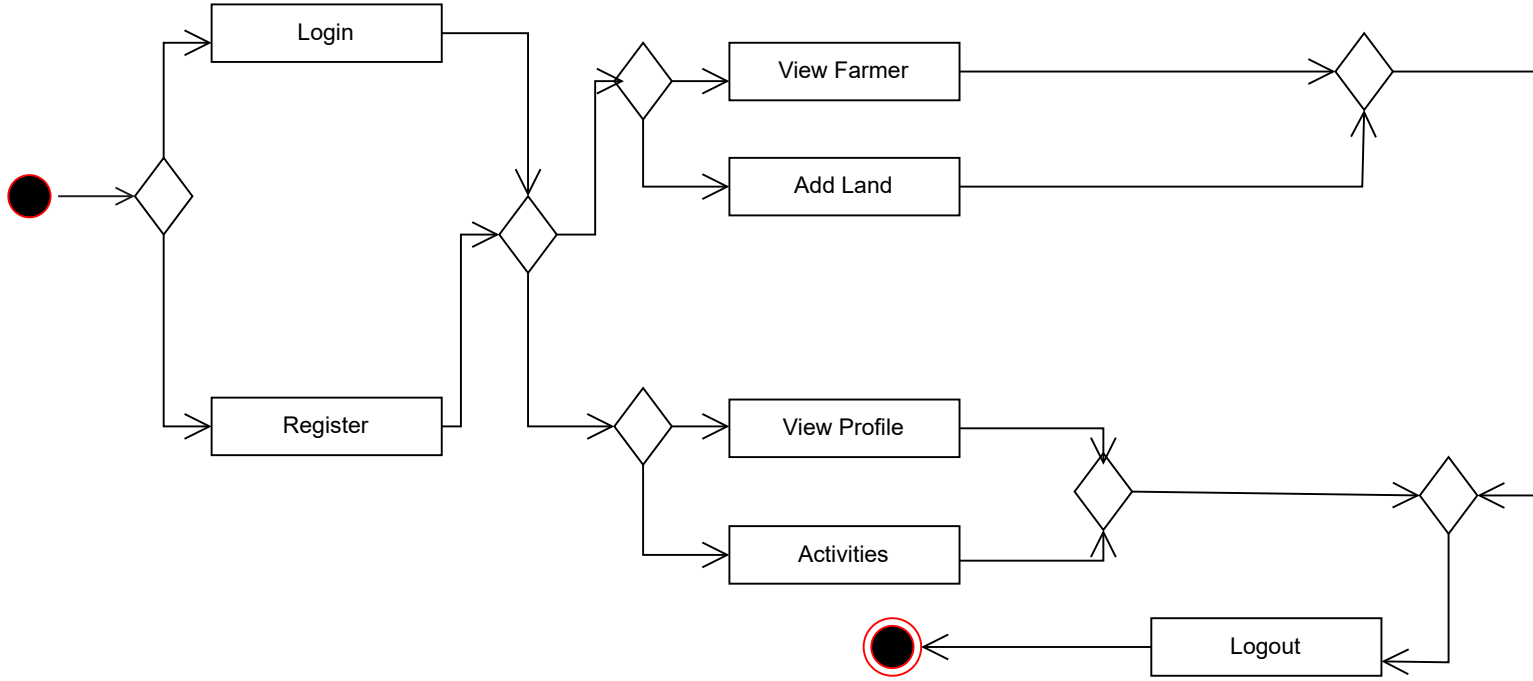 Login
View Farmer
Add Land
Register
View Profile
Activities
Logout